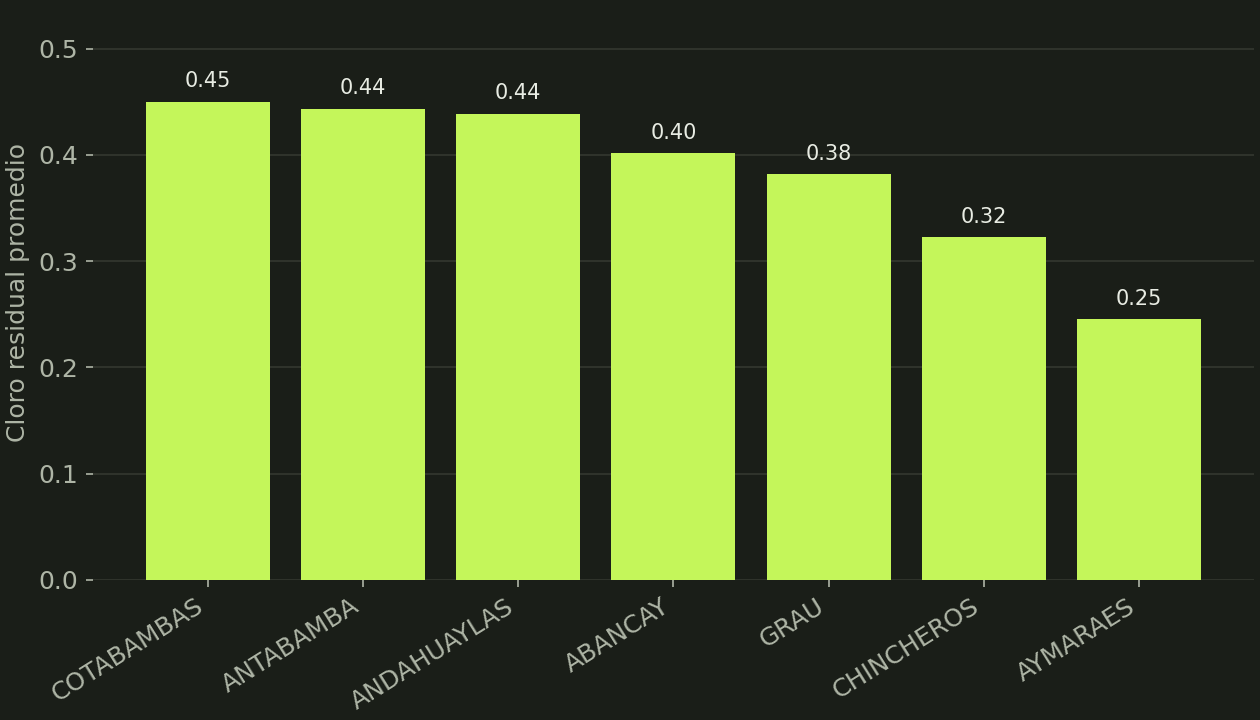 Cloro residual promedio
0.5
0.4
0.3
0.2
0.1
0.0
0.45
0.44
0.44
0.40
0.38
0.32
0.25
COTABAMBAS
ANTABAMBA
ANDAHUAYLAS
ABANCAY
GRAU
CHINCHEROS
AYMARAES